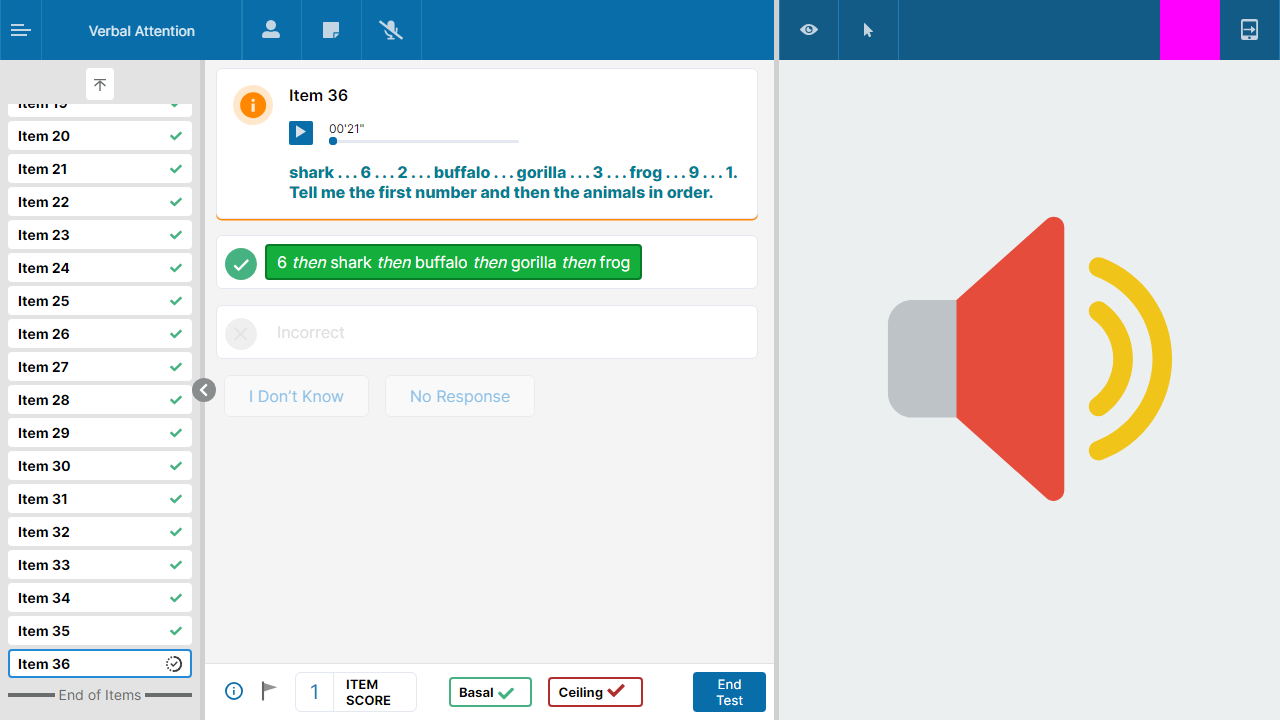 Verbal Attention
Item 19
Item 20
Item 21
Item 22
Item 23
Item 24
Item 25
Item 26
Item 27
Item 28
Item 29
Item 30
Item 31
Item 32
Item 33
Item 34
Item 35
Item 36
End of Items
Item 36
00'21"
shark . . . 6 . . . 2 . . . buffalo . . . gorilla . . . 3 . . . frog . . . 9 . . . 1.
Tell me the first number and then the animals in order.
6 then shark then buffalo then gorilla then frog
Incorrect
I Don't Know
No Response
1
ITEM
SCORE
Basal
Ceiling
End
Test